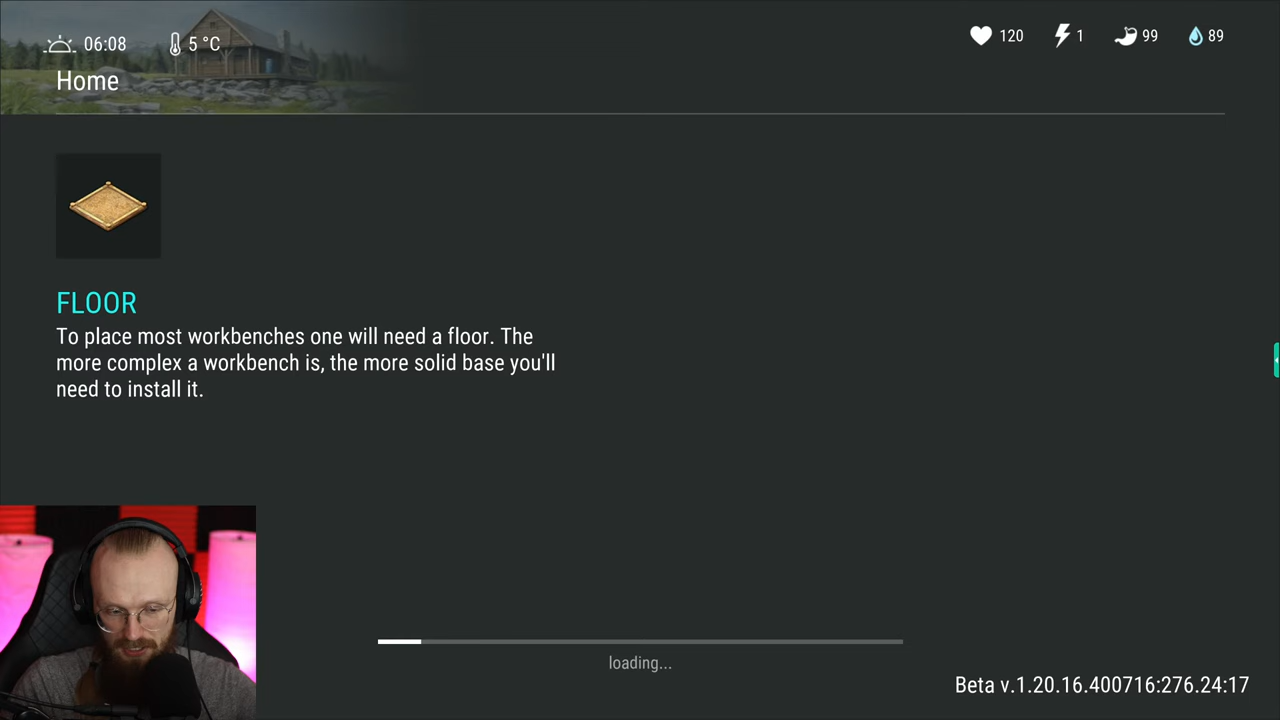 06:08 5 °C 120 1 99 89
Home
FLOOR
To place most workbenches one will need a floor. The
more complex a workbench is, the more solid base you'll
need to install it.
loading...
Beta v.1.20.16.400716:276.24:17